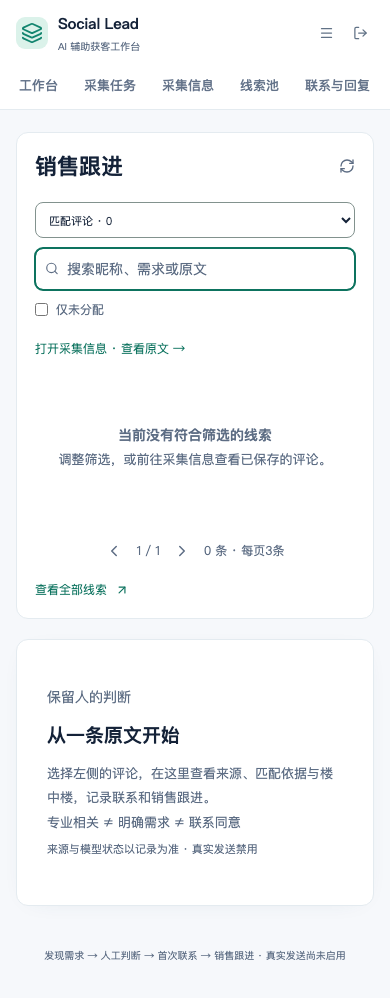 Social Lead
AI 辅助获客工作台
工作台 采集任务 采集信息 线索池 联系与回复
销售跟进
匹配评论 · 0
搜索昵称、需求或原文
仅未分配
打开采集信息 · 查看原文 →
当前没有符合筛选的线索
调整筛选，或前往采集信息查看已保存的评论。
1 / 1 0 条 · 每页3条
查看全部线索
保留人的判断
从一条原文开始
选择左侧的评论，在这里查看来源、匹配依据与楼
中楼，记录联系和销售跟进。
专业相关 ≠ 明确需求 ≠ 联系同意
来源与模型状态以记录为准 · 真实发送禁用
发现需求 → 人工判断 → 首次联系 → 销售跟进 · 真实发送尚未启用